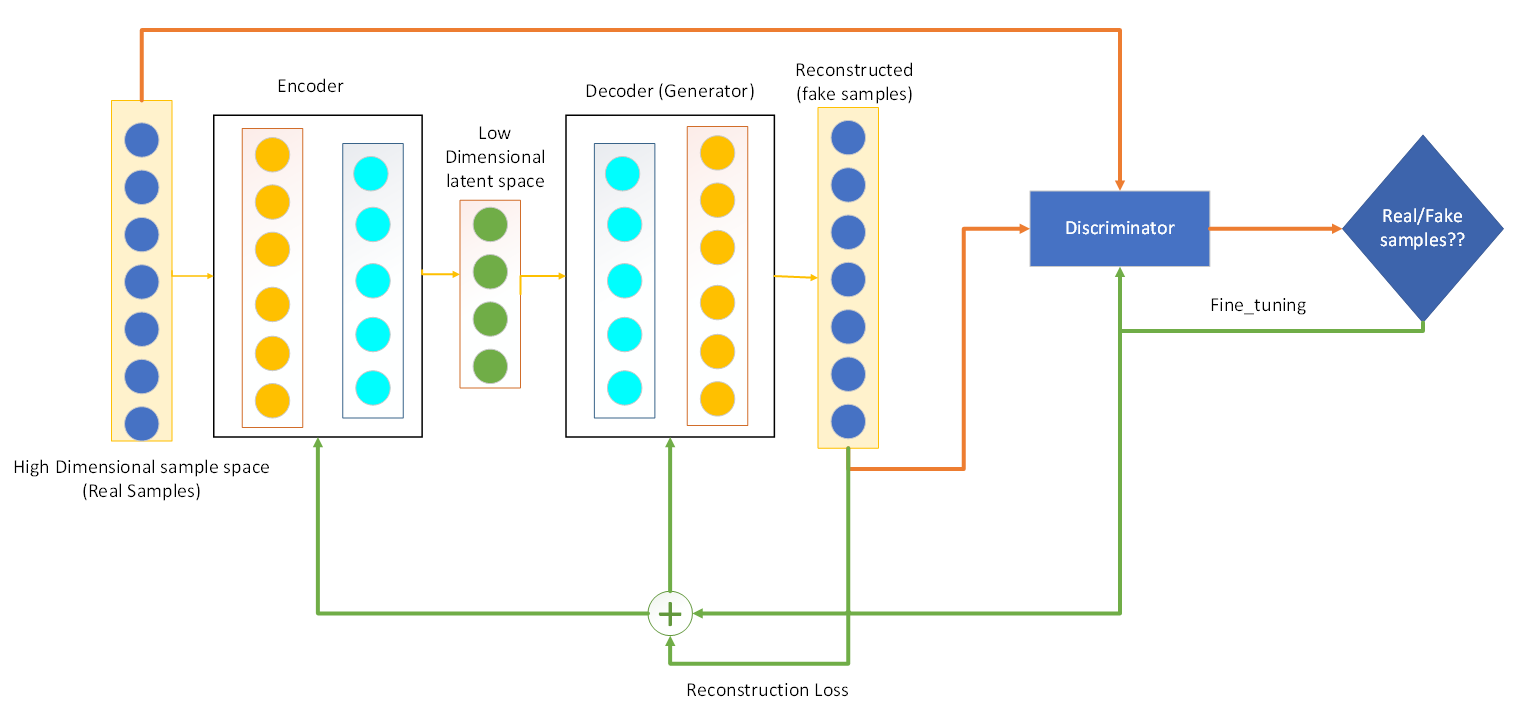 Encoder
Low
Dimensional
latent space
Decoder (Generator)
Reconstructed
(fake samples)
Discriminator
Real/Fake
samples??
Fine_tuning
High Dimensional sample space
(Real Samples)
+
Reconstruction Loss